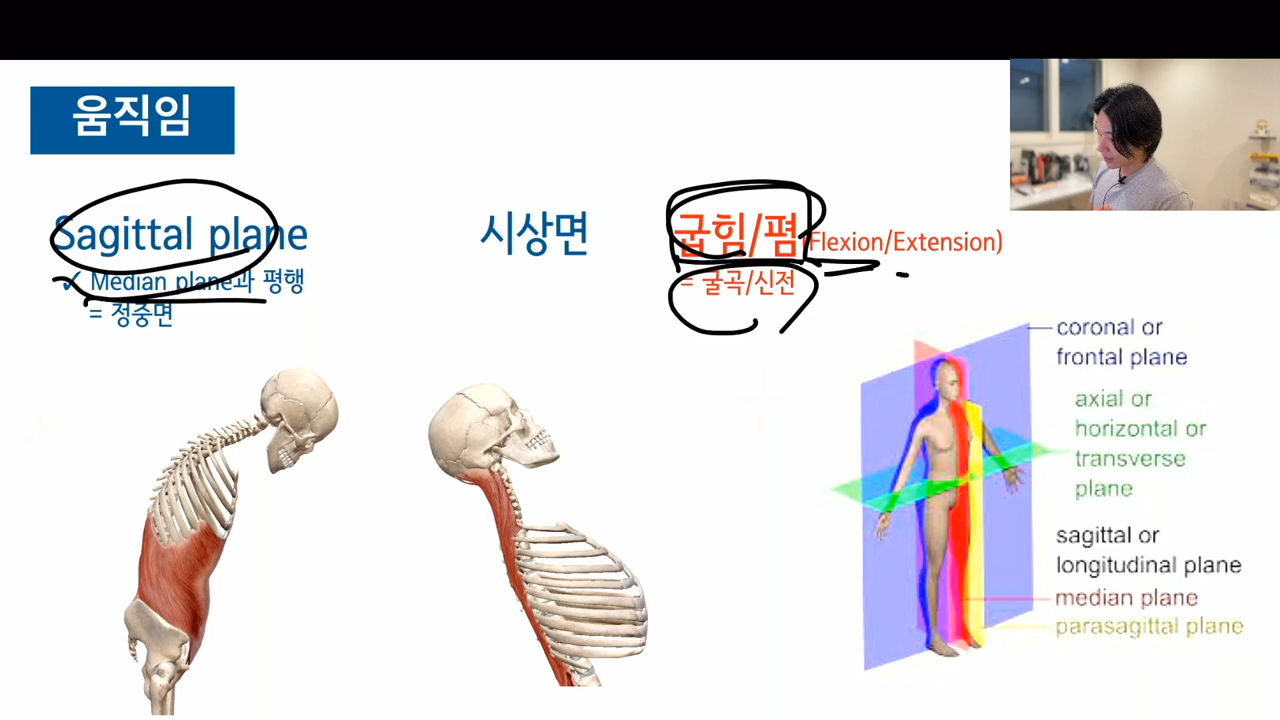 움직임
Sagittal plane
✓ Median plane과 평행
= 정중면
시상면
굽힘/폄(Flexion/Extension)
= 굴곡/신전
coronal or
frontal plane
axial or
horizontal or
transverse
plane
sagittal or
longitudinal plane
median plane
parasagittal plane